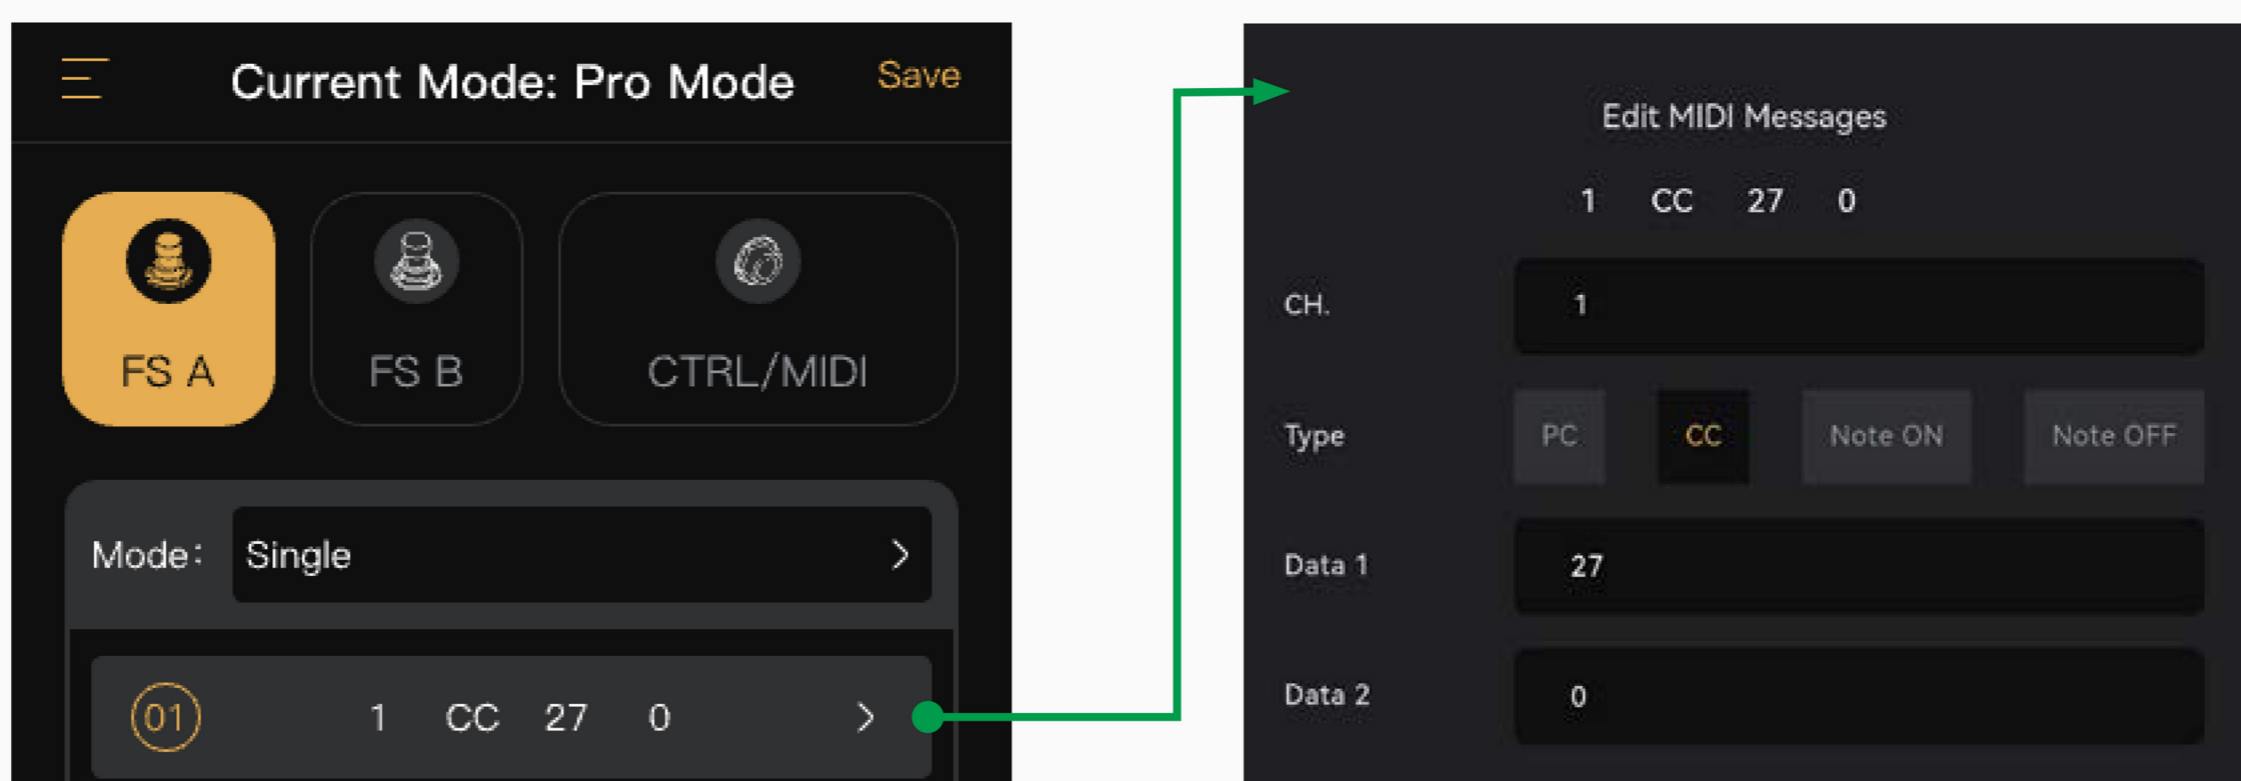 Current Mode: Pro Mode Save
FS A FS B CTRL/MIDI
Mode: Single
01 1 CC 27 0
Edit MIDI Messages
1 CC 27 0
CH. 1
Type PC CC Note ON Note OFF
Data 1 27
Data 2 0